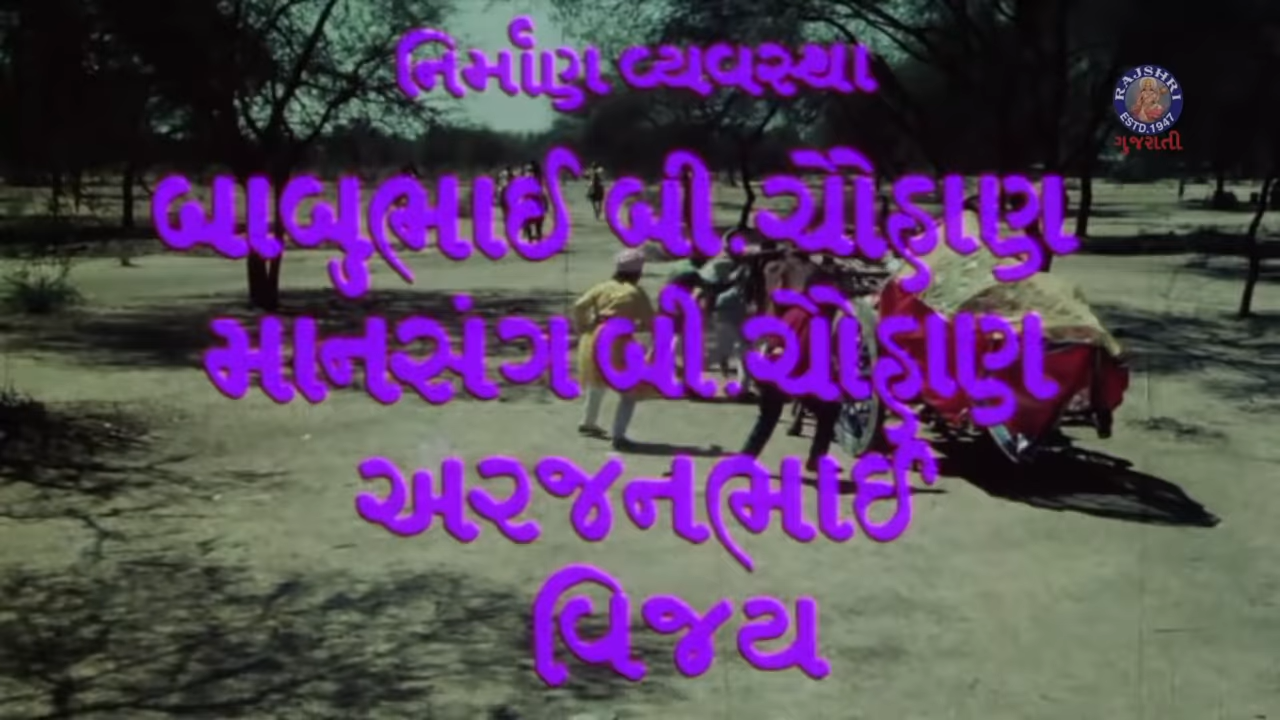 નિર્માણ વ્યવસ્થા
RAJSHRI
ESTD.1947
ગુજરાતી
બાબુભાઈ બી. ચૌહાણ
માનસંગ બી. ચૌહાણ
અરજનભાઈ
વિજય